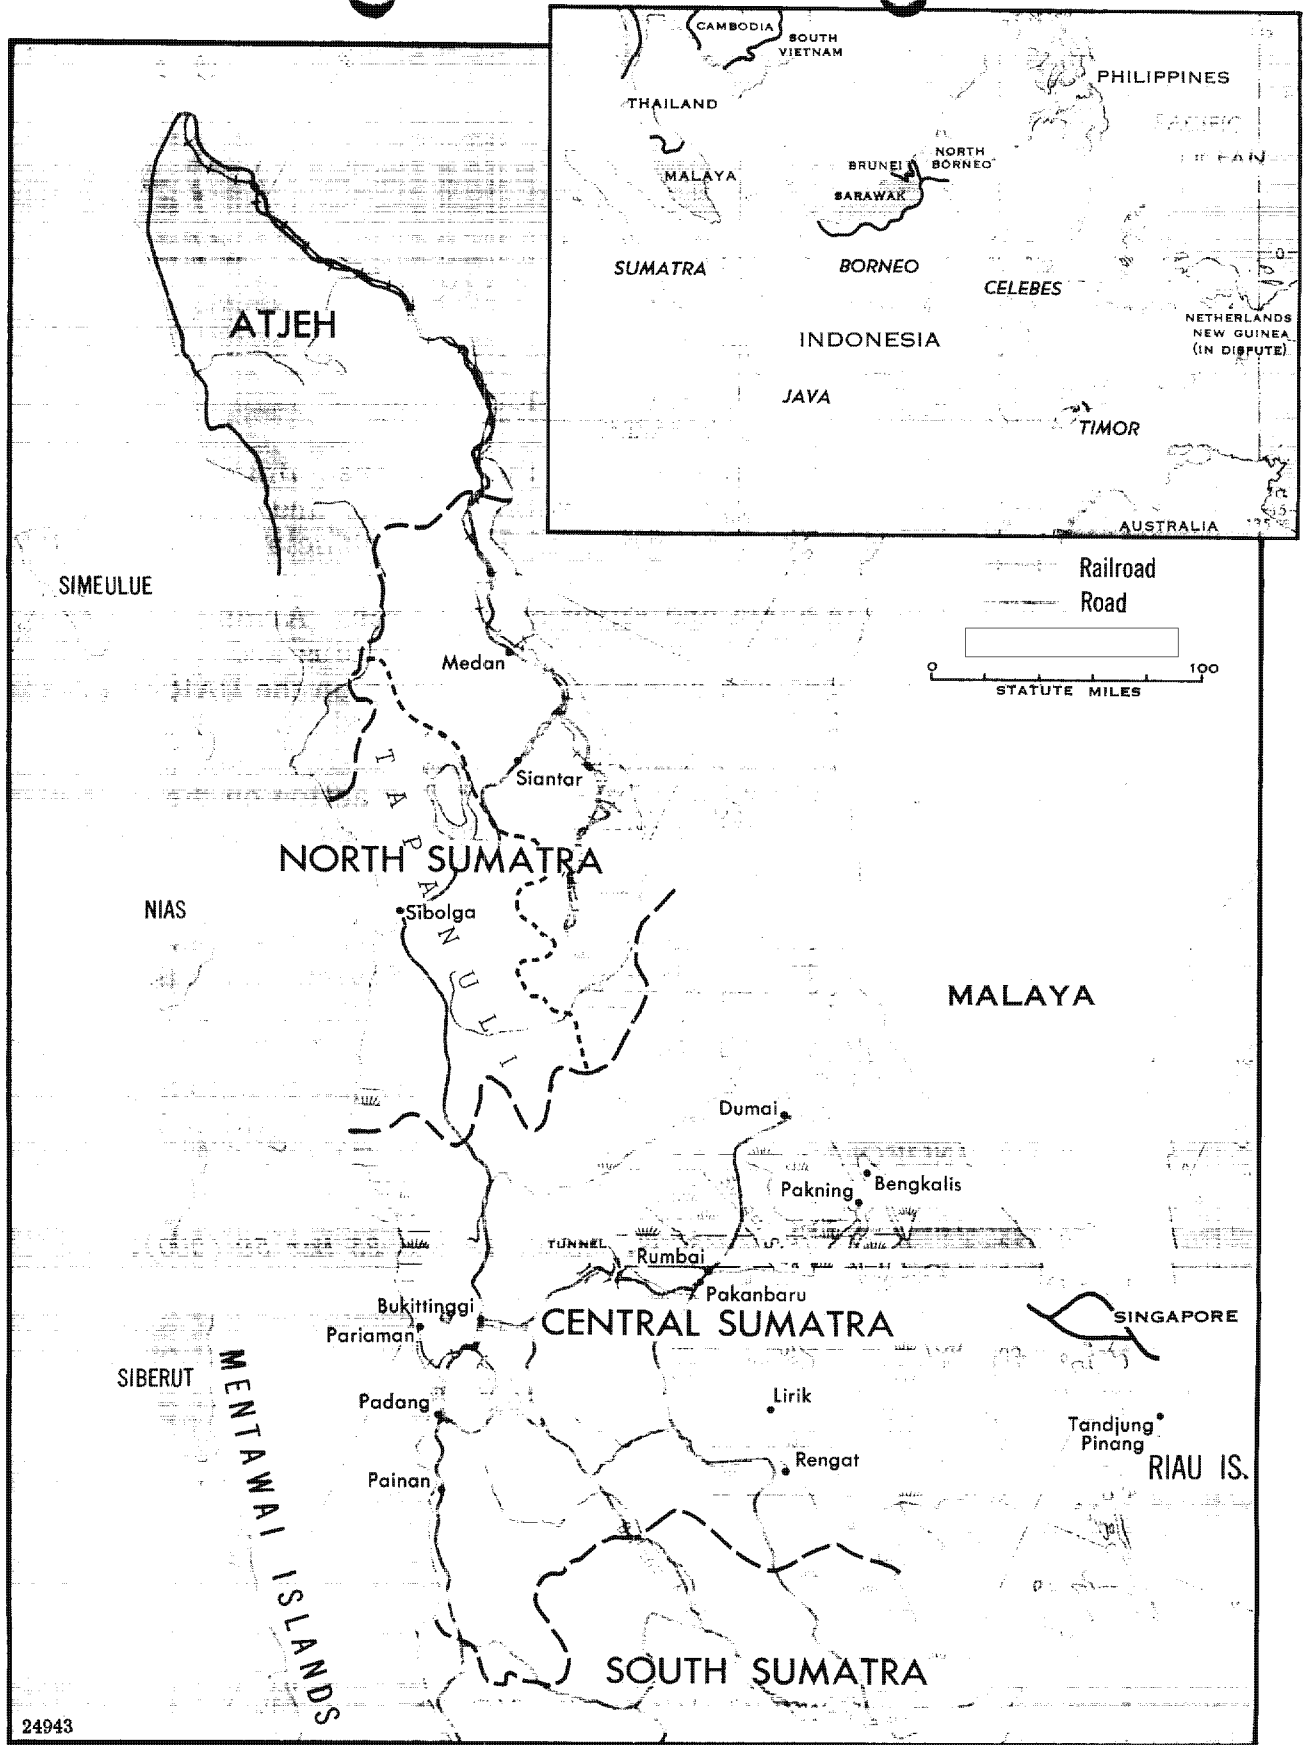 CAMBODIA
SOUTH
VIETNAM
PHILIPPINES
THAILAND
PACIFIC
NORTH
BORNEO
BRUNEI
MALAYA
SARAWAK
SUMATRA
BORNEO
CELEBES
0
NETHERLANDS
NEW GUINEA
(IN DISPUTE)
INDONESIA
JAVA
TIMOR
AUSTRALIA
ATJEH
Railroad
Road
0 100
STATUTE MILES
SIMEULUE
Medan
Siantar
TAPANULI
NORTH SUMATRA
NIAS
Sibolga
MALAYA
Dumai
Bengkalis
Pakning
TUNNEL
Rumbai
Pakanbaru
Bukittinggi
CENTRAL SUMATRA
SINGAPORE
Pariaman
SIBERUT
MENTAWAI ISLANDS
Padang
Lirik
Tandjung
Pinang
Rengat
RIAU IS.
Painan
SOUTH SUMATRA
24943